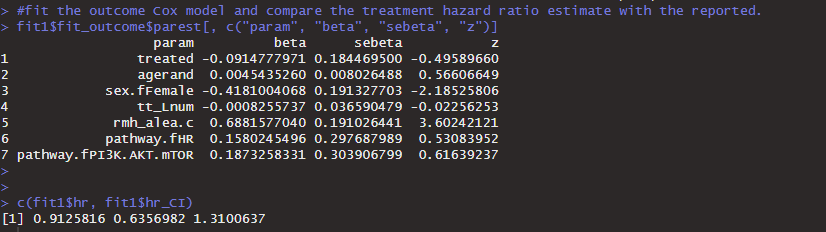 > #fit the outcome Cox model and compare the treatment hazard ratio estimate with the reported.
> fit1$fit_outcome$parest[, c("param", "beta", "sebeta", "z")]
param beta sebeta z
1 treated -0.0914777971 0.184469500 -0.49589660
2 agerand 0.0045435260 0.008026488 0.56606649
3 sex.fFemale -0.4181004068 0.191327703 -2.18525806
4 tt_Lnum -0.0008255737 0.036590479 -0.02256253
5 rmh_alea.c 0.6881577040 0.191026441 3.60242121
6 pathway.fHR 0.1580245496 0.297687989 0.53083952
7 pathway.fPI3K.AKT.mTOR 0.1873258331 0.303906799 0.61639237
>
>
> c(fit1$hr, fit1$hr_CI)
[1] 0.9125816 0.6356982 1.3100637